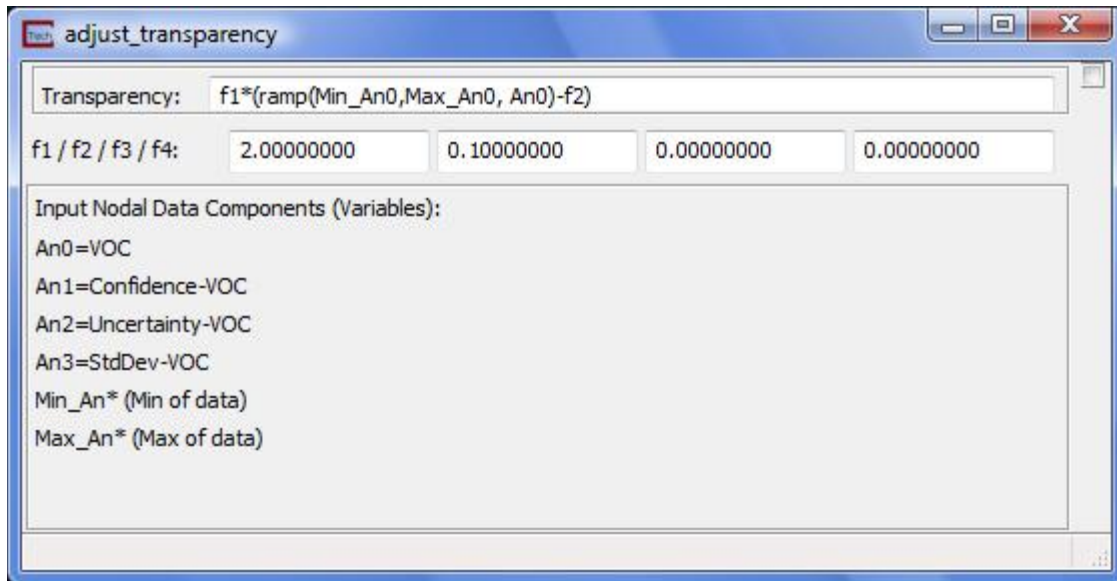 Tech adjust_transparency
Transparency: f1*(ramp(Min_An0,Max_An0, An0)-f2)
f1 / f2 / f3 / f4: 2.00000000 0.10000000 0.00000000 0.00000000
Input Nodal Data Components (Variables):
An0=VOC
An1=Confidence-VOC
An2=Uncertainty-VOC
An3=StdDev-VOC
Min_An* (Min of data)
Max_An* (Max of data)